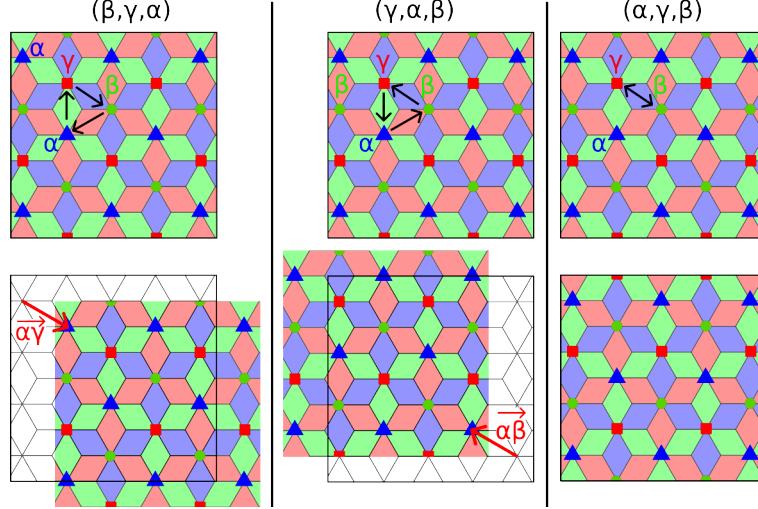 (β,γ,α)
α
γ
β
α
αγ
(γ,α,β)
γ
β
β
α
αβ
(α,γ,β)
γ
β
α